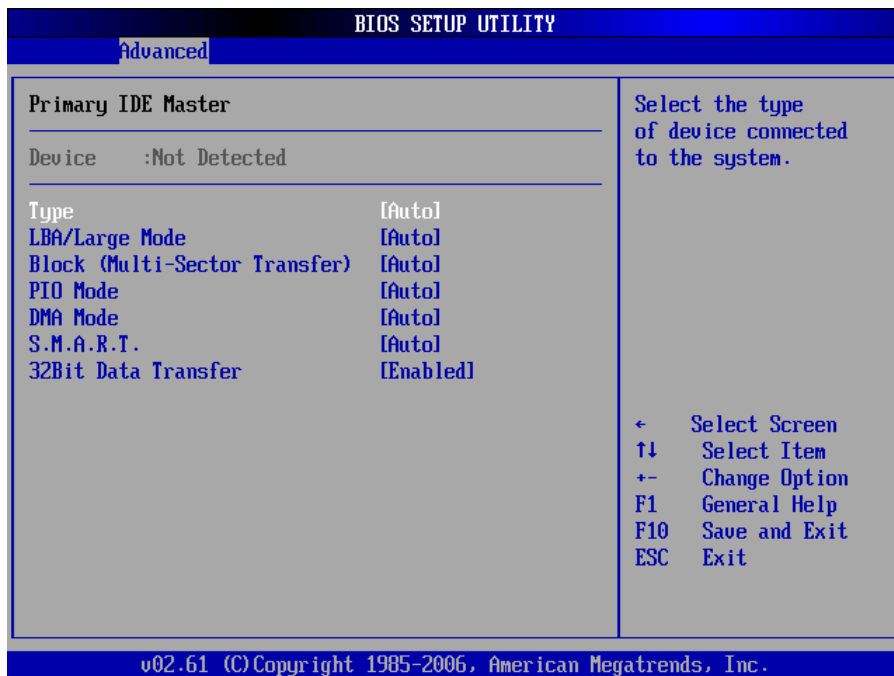 BIOS SETUP UTILITY
Advanced
Primary IDE Master
Device :Not Detected
Type [Auto]
LBA/Large Mode [Auto]
Block (Multi-Sector Transfer) [Auto]
PIO Mode [Auto]
DMA Mode [Auto]
S.M.A.R.T. [Auto]
32Bit Data Transfer [Enabled]
Select the type
of device connected
to the system.
← Select Screen
↑↓ Select Item
+- Change Option
F1 General Help
F10 Save and Exit
ESC Exit
v02.61 (C)Copyright 1985-2006, American Megatrends, Inc.